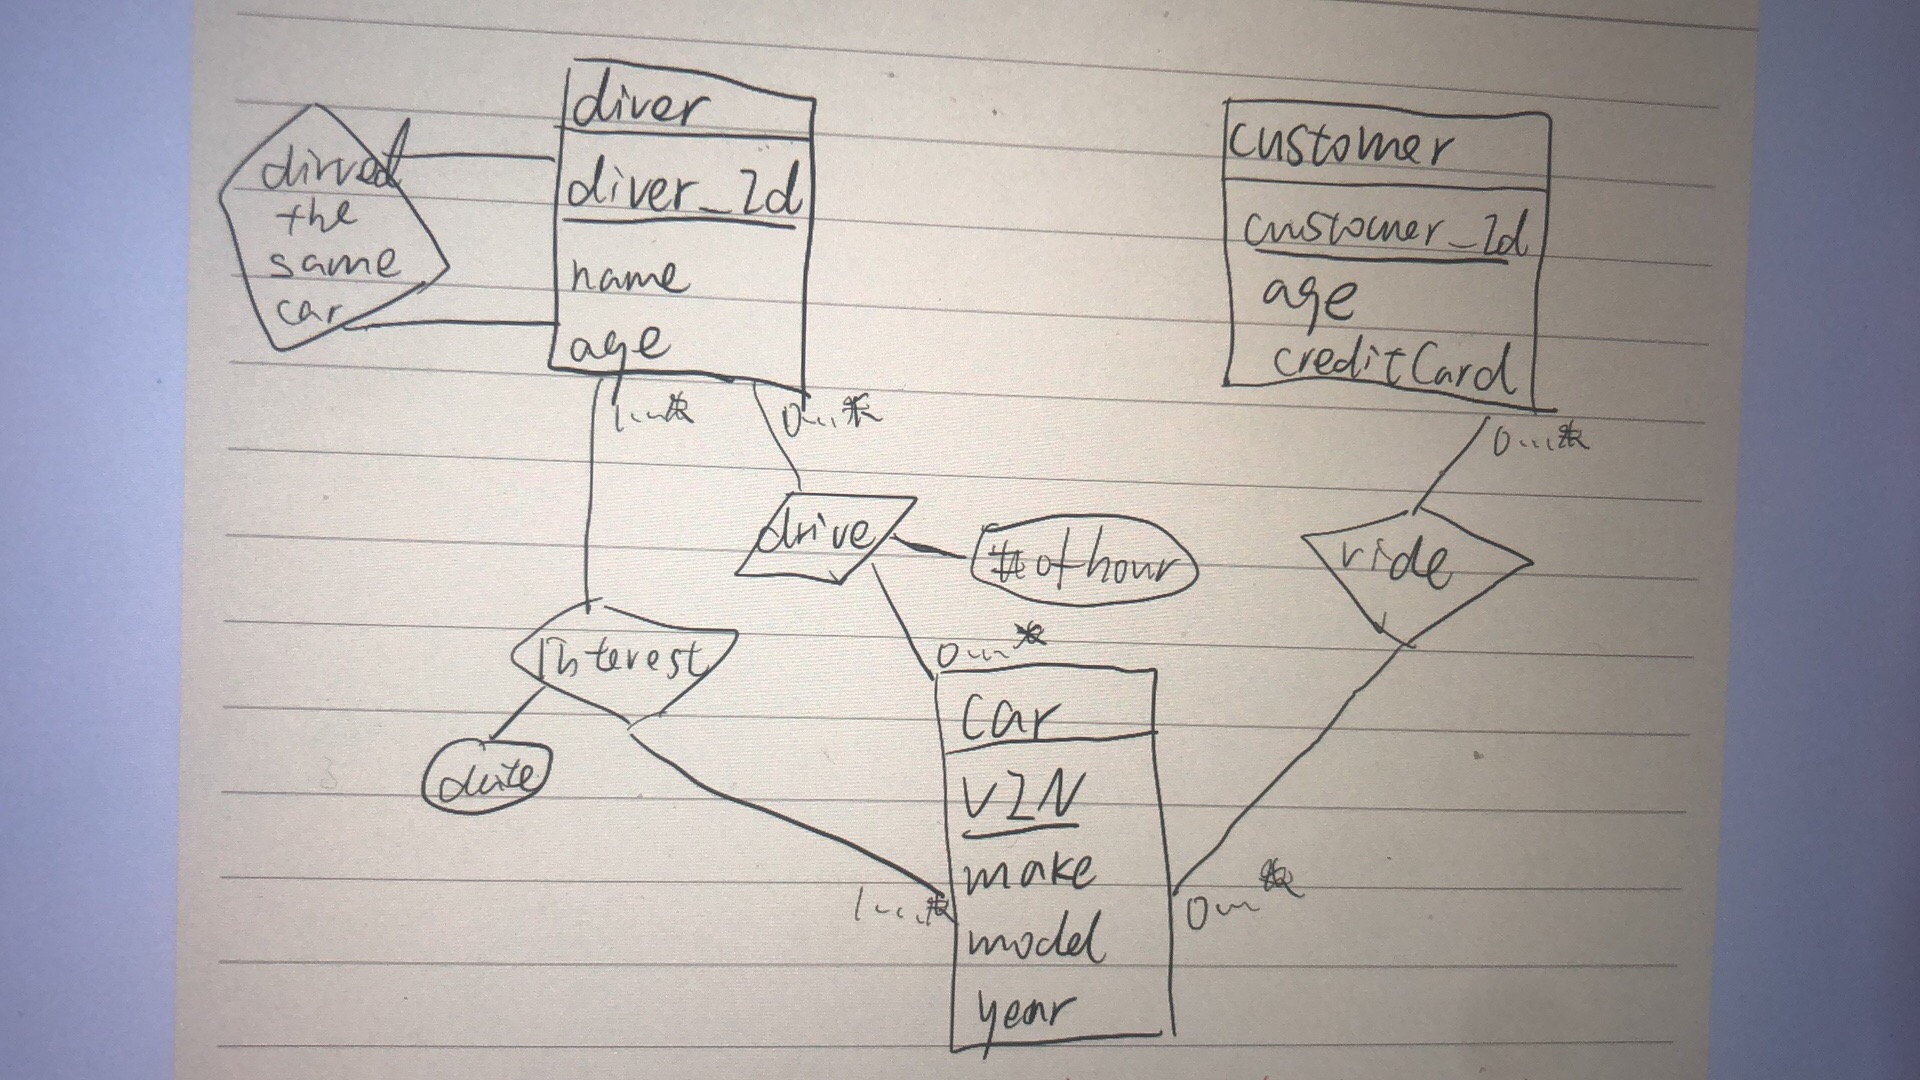 diver
diver_Id
name
age
dirved
the
same
car
customer
customer_Id
age
creditCard
1...*
0...*
0...*
drive
# of hour
ride
Interest
date
0...*
car
VIN
make
model
year
1...*
0...*